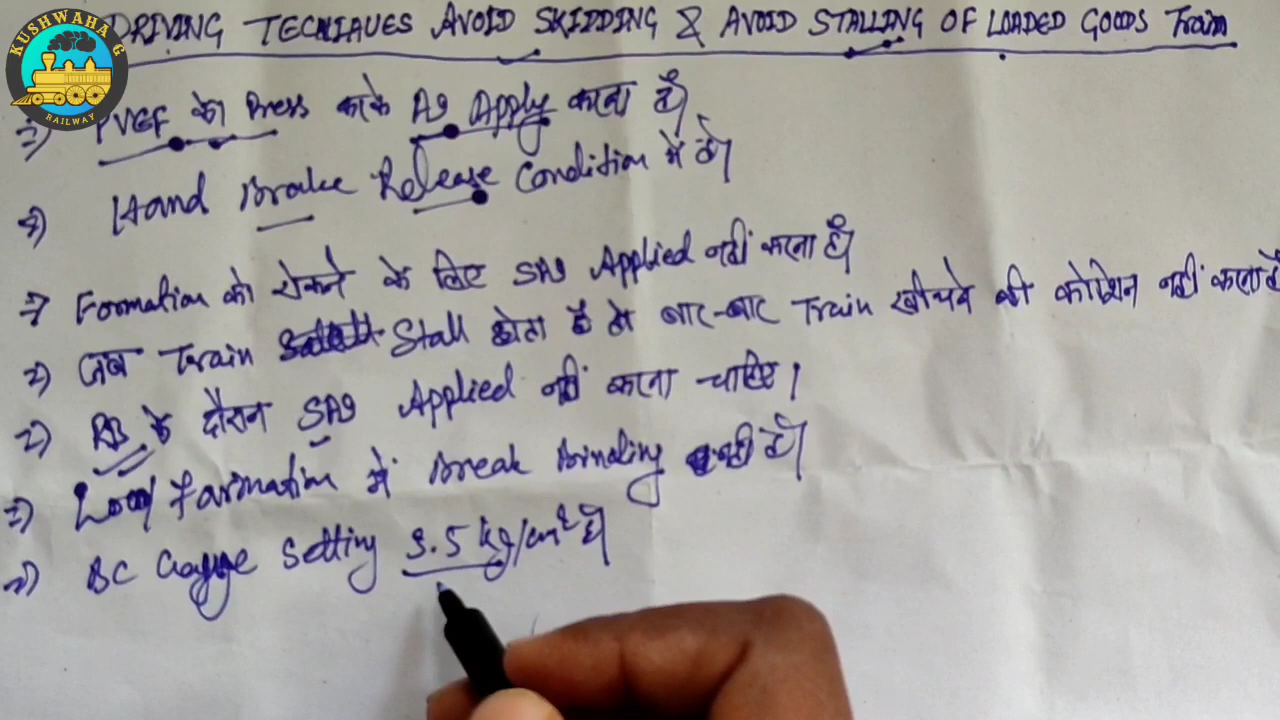 KUSHWAHA G
RAILWAY
DRIVING TECNIAUES AVOID SKIDDING & AVOID STALLING OF LOADED GOODS Train
⇒ PVEF को Press करके A9 Apply करना है।
⇒ Hand Brake Release Condition में हो।
⇒ Formation को रोकने के लिए SA9 Applied नहीं करना है।
⇒ जब Train Stall होता है तो बार-बार Train खीचने की कोशिन नहीं करना है
⇒ RB के दौरान SA9 Applied नहीं करना चाहिए।
⇒ Formation में Break Binding नही हो।
⇒ BC Gauge Setting 3.5 kg/cm² हो।